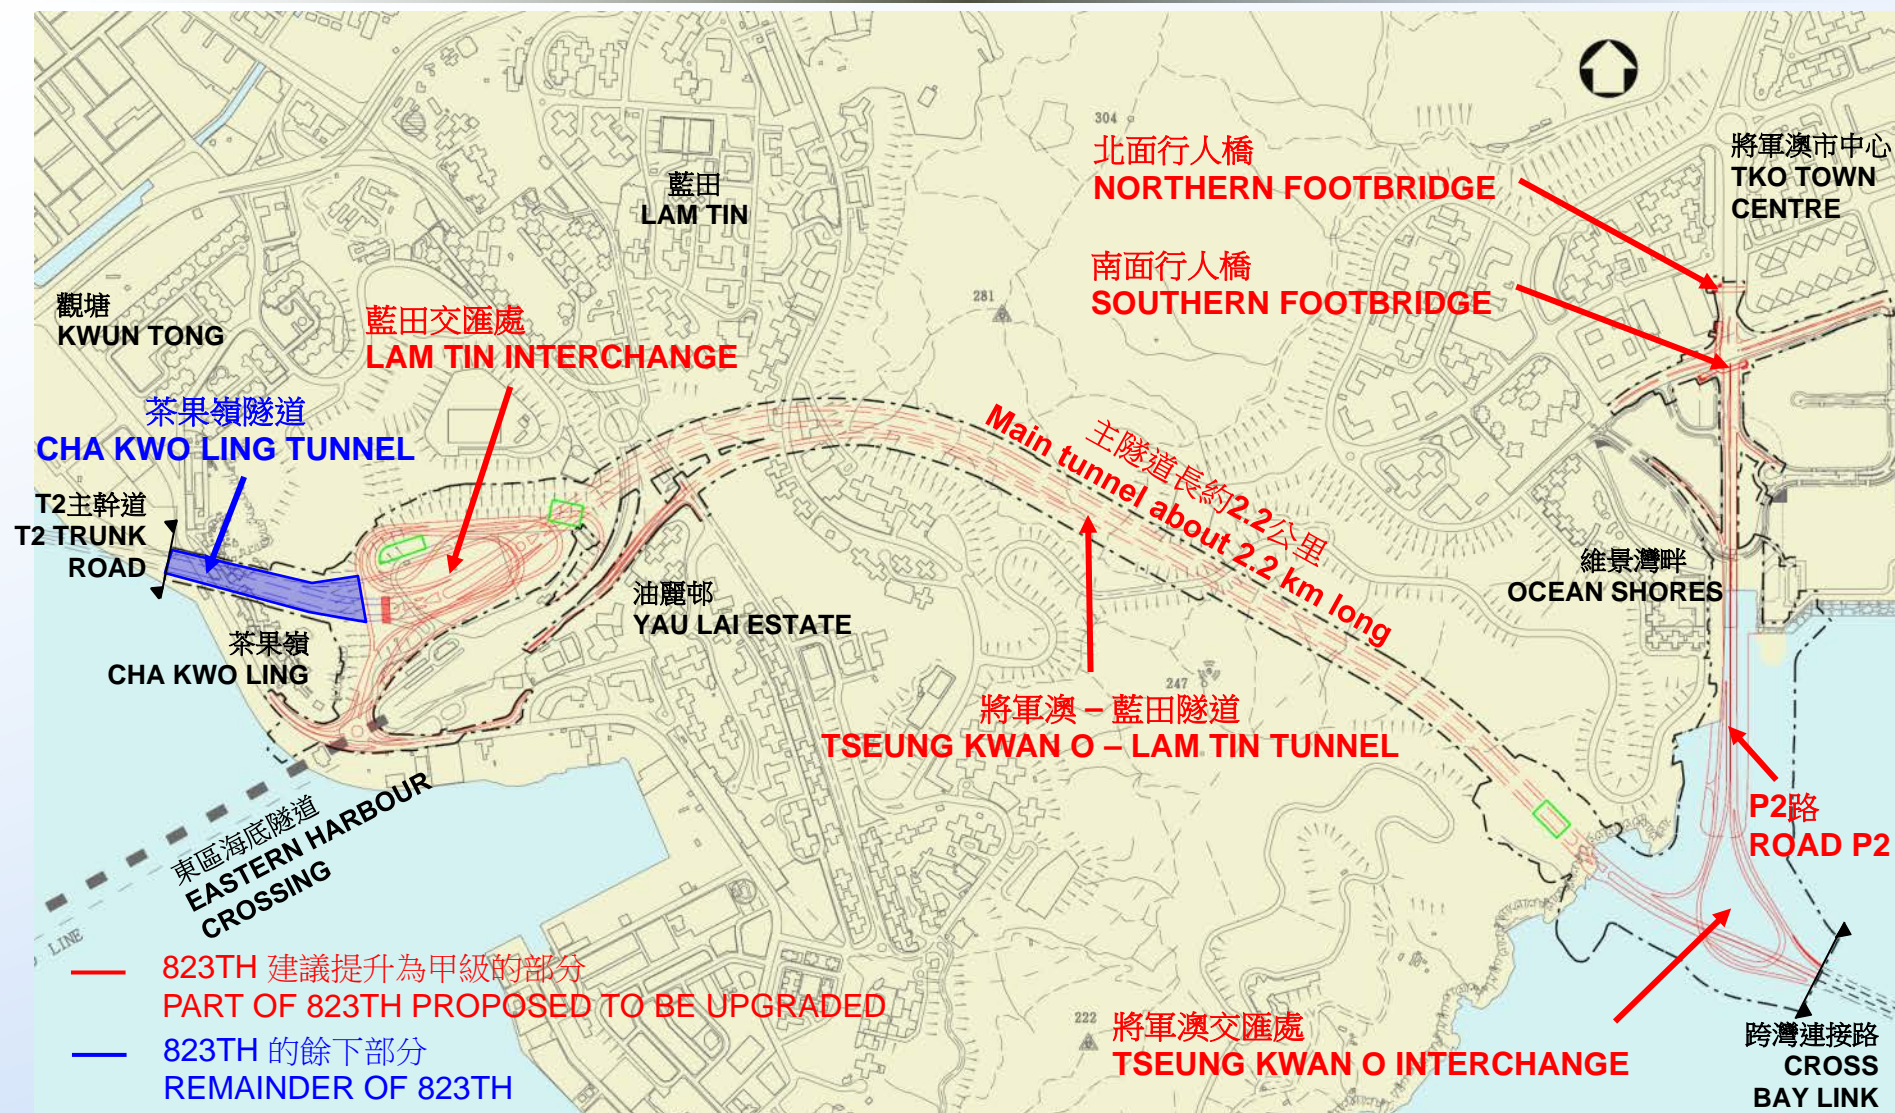 304
北面行人橋
NORTHERN FOOTBRIDGE
將軍澳市中心
TKO TOWN
CENTRE
藍田
LAM TIN
南面行人橋
SOUTHERN FOOTBRIDGE
281
觀塘
KWUN TONG
藍田交匯處
LAM TIN INTERCHANGE
茶果嶺隧道
CHA KWO LING TUNNEL
主隧道長約2.2公里
Main tunnel about 2.2 km long
T2主幹道
T2 TRUNK
ROAD
維景灣畔
OCEAN SHORES
油麗邨
YAU LAI ESTATE
茶果嶺
CHA KWO LING
247
將軍澳 – 藍田隧道
TSEUNG KWAN O – LAM TIN TUNNEL
P2路
ROAD P2
東區海底隧道
EASTERN HARBOUR
CROSSING
LINE
823TH 建議提升為甲級的部分
PART OF 823TH PROPOSED TO BE UPGRADED
823TH 的餘下部分
REMAINDER OF 823TH
222
將軍澳交匯處
TSEUNG KWAN O INTERCHANGE
跨灣連接路
CROSS
BAY LINK